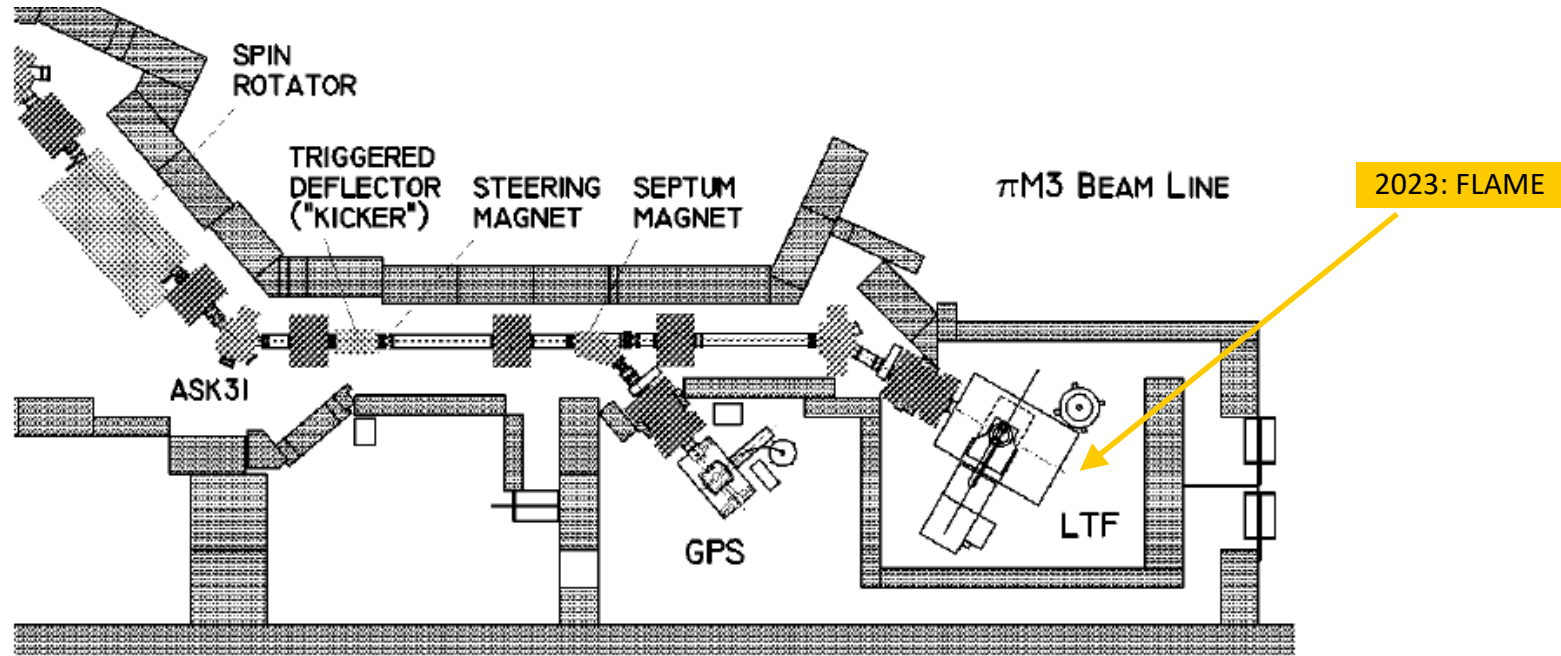 SPIN
ROTATOR
TRIGGERED
DEFLECTOR
("KICKER")
STEERING
MAGNET
SEPTUM
MAGNET
πM3 BEAM LINE
2023: FLAME
ASK31
GPS
LTF